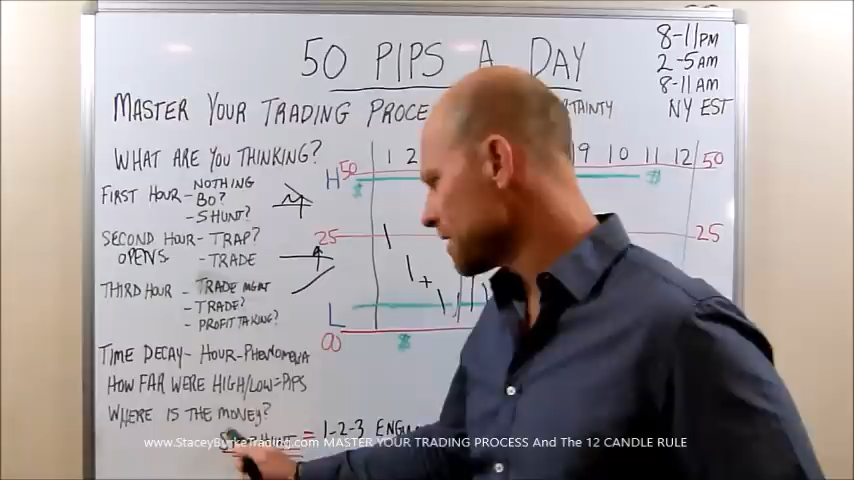 50 PIPS A DAY
8-11PM
2-5AM
8-11AM
NY EST
MASTER YOUR TRADING PROCE
WHAT ARE YOU THINKING?
FIRST HOUR - NOTHING
BO?
- SHUNT?
SECOND HOUR - TRAP?
OPENS - TRADE
THIRD HOUR - TRADE MGMT
- TRADE?
- PROFIT TAKING?
TIME DECAY - HOUR - PHENOMENA
HOW FAR WERE HIGH/LOW = PIPS
WHERE IS THE MONEY?
= 1-2-3
H 50 1 2 9 10 11 12 50
$ $
25 25
L
00 $
www.StaceyBurkeTrading.com MASTER YOUR TRADING PROCESS And The 12 CANDLE RULE